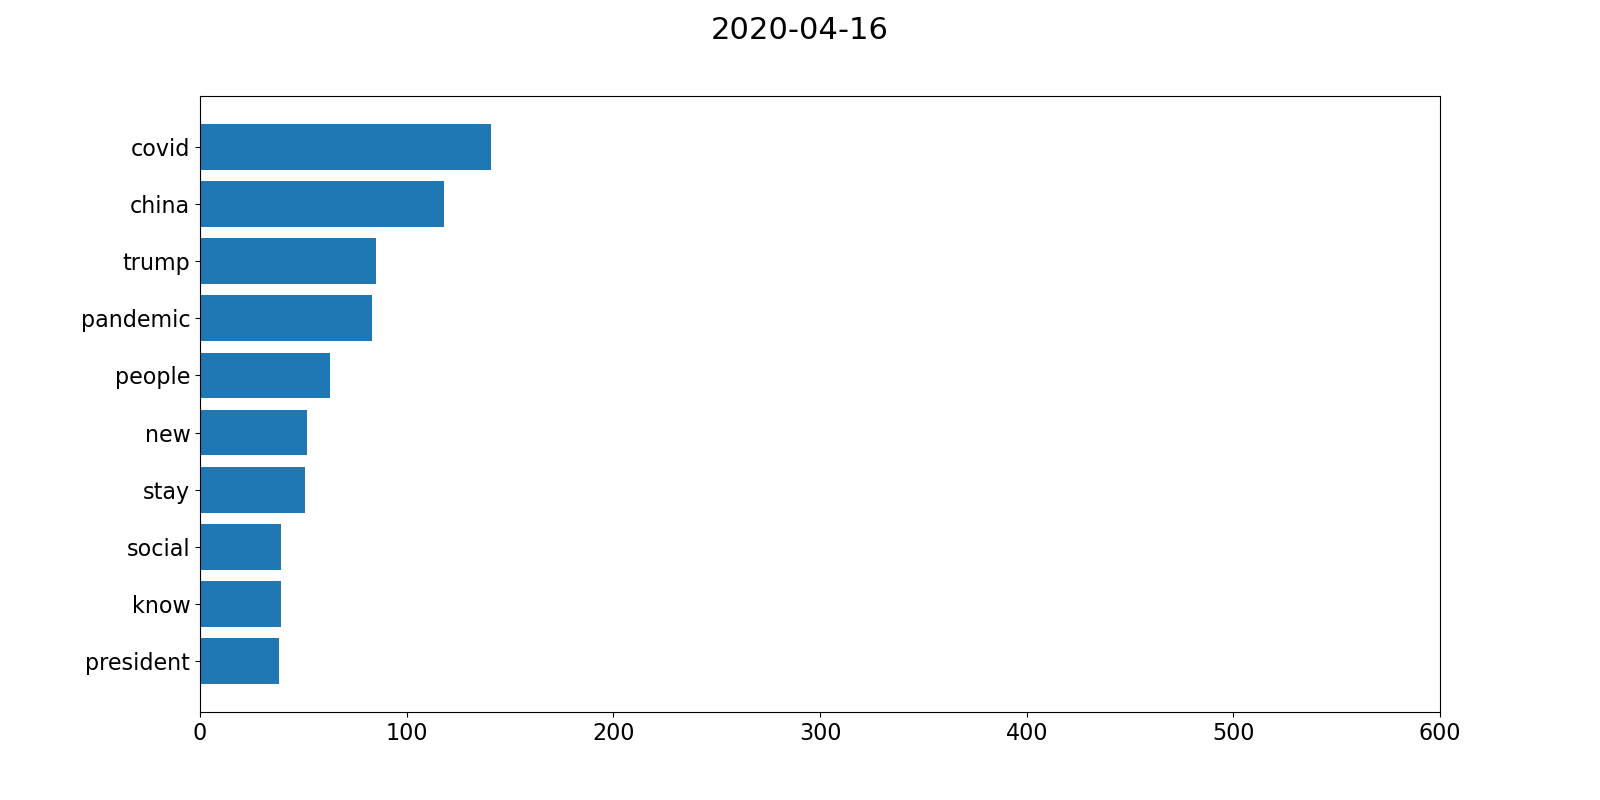 2020-04-16
covid
china
trump
pandemic
people
new
stay
social
know
president
0 100 200 300 400 500 600